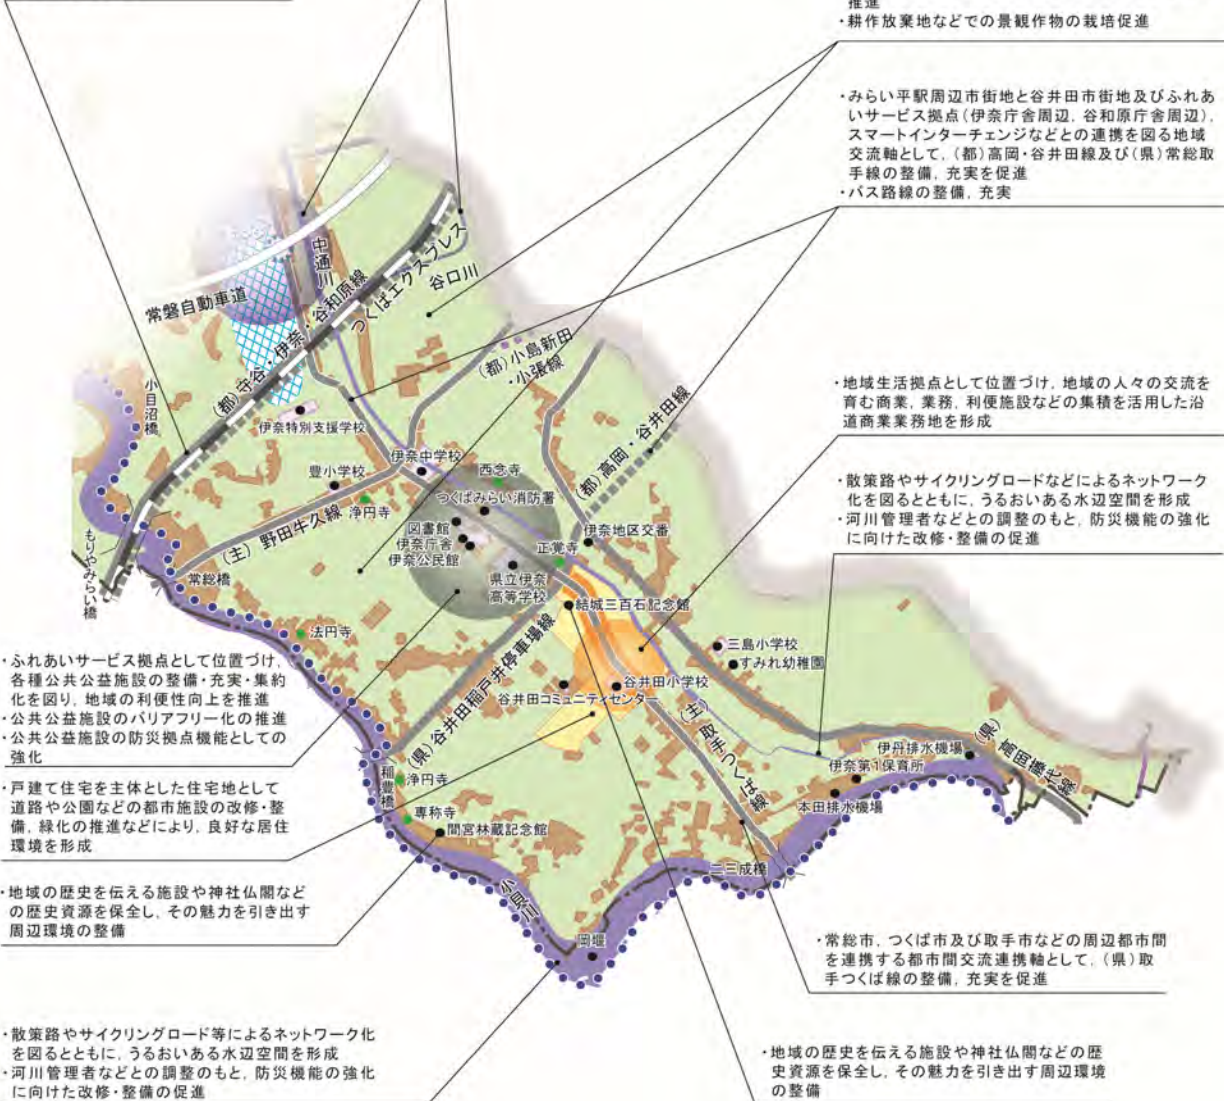 推進
・耕作放棄地などでの景観作物の栽培促進
・みらい平駅周辺市街地と谷井田市街地及びふれあ
いサービス拠点(伊奈庁舎周辺，谷和原庁舎周辺)，
スマートインターチェンジなどとの連携を図る地域
交流軸として，(都)高岡・谷井田線及び(県)常総取
手線の整備，充実を促進
・バス路線の整備，充実
中通川
常磐自動車道
(都)守谷・伊奈・谷和原線
つくばエクスプレス
谷口川
(都)小島新田
・小張線
小目沼橋
伊奈特別支援学校
(都)高岡・谷井田線
・地域生活拠点として位置づけ，地域の人々の交流を
育む商業，業務，利便施設などの集積を活用した沿
道商業業務地を形成
伊奈中学校
豊小学校
西念寺
つくばみらい消防署
浄円寺
(主)野田牛久線
図書館
伊奈庁舎
伊奈公民館
伊奈地区交番
正覚寺
県立伊奈
高等学校
・散策路やサイクリングロードなどによるネットワーク
化を図るとともに，うるおいある水辺空間を形成
・河川管理者などとの調整のもと，防災機能の強化
に向けた改修・整備の促進
もりやみらい橋
常総橋
結城三百石記念館
法円寺
三島小学校
すみれ幼稚園
谷井田小学校
谷井田コミュニティセンター
(県)谷井田稲戸井停車場線
(主)取手つくば線
・ふれあいサービス拠点として位置づけ，
各種公共公益施設の整備・充実・集約
化を図り，地域の利便性向上を推進
・公共公益施設のバリアフリー化の推進
・公共公益施設の防災拠点機能としての
強化
伊丹排水機場
(県)高岡藤代線
伊奈第1保育所
本田排水機場
稲豊橋
浄円寺
専称寺
間宮林蔵記念館
・戸建て住宅を主体とした住宅地として
道路や公園などの都市施設の改修・整
備，緑化の推進などにより，良好な居住
環境を形成
二三成橋
小貝川
岡堰
・地域の歴史を伝える施設や神社仏閣など
の歴史資源を保全し，その魅力を引き出す
周辺環境の整備
・常総市，つくば市及び取手市などの周辺都市間
を連携する都市間交流連携軸として，(県)取
手つくば線の整備，充実を促進
・散策路やサイクリングロード等によるネットワーク化
を図るとともに，うるおいある水辺空間を形成
・河川管理者などとの調整のもと，防災機能の強化
に向けた改修・整備の促進
・地域の歴史を伝える施設や神社仏閣などの歴
史資源を保全し，その魅力を引き出す周辺環境
の整備